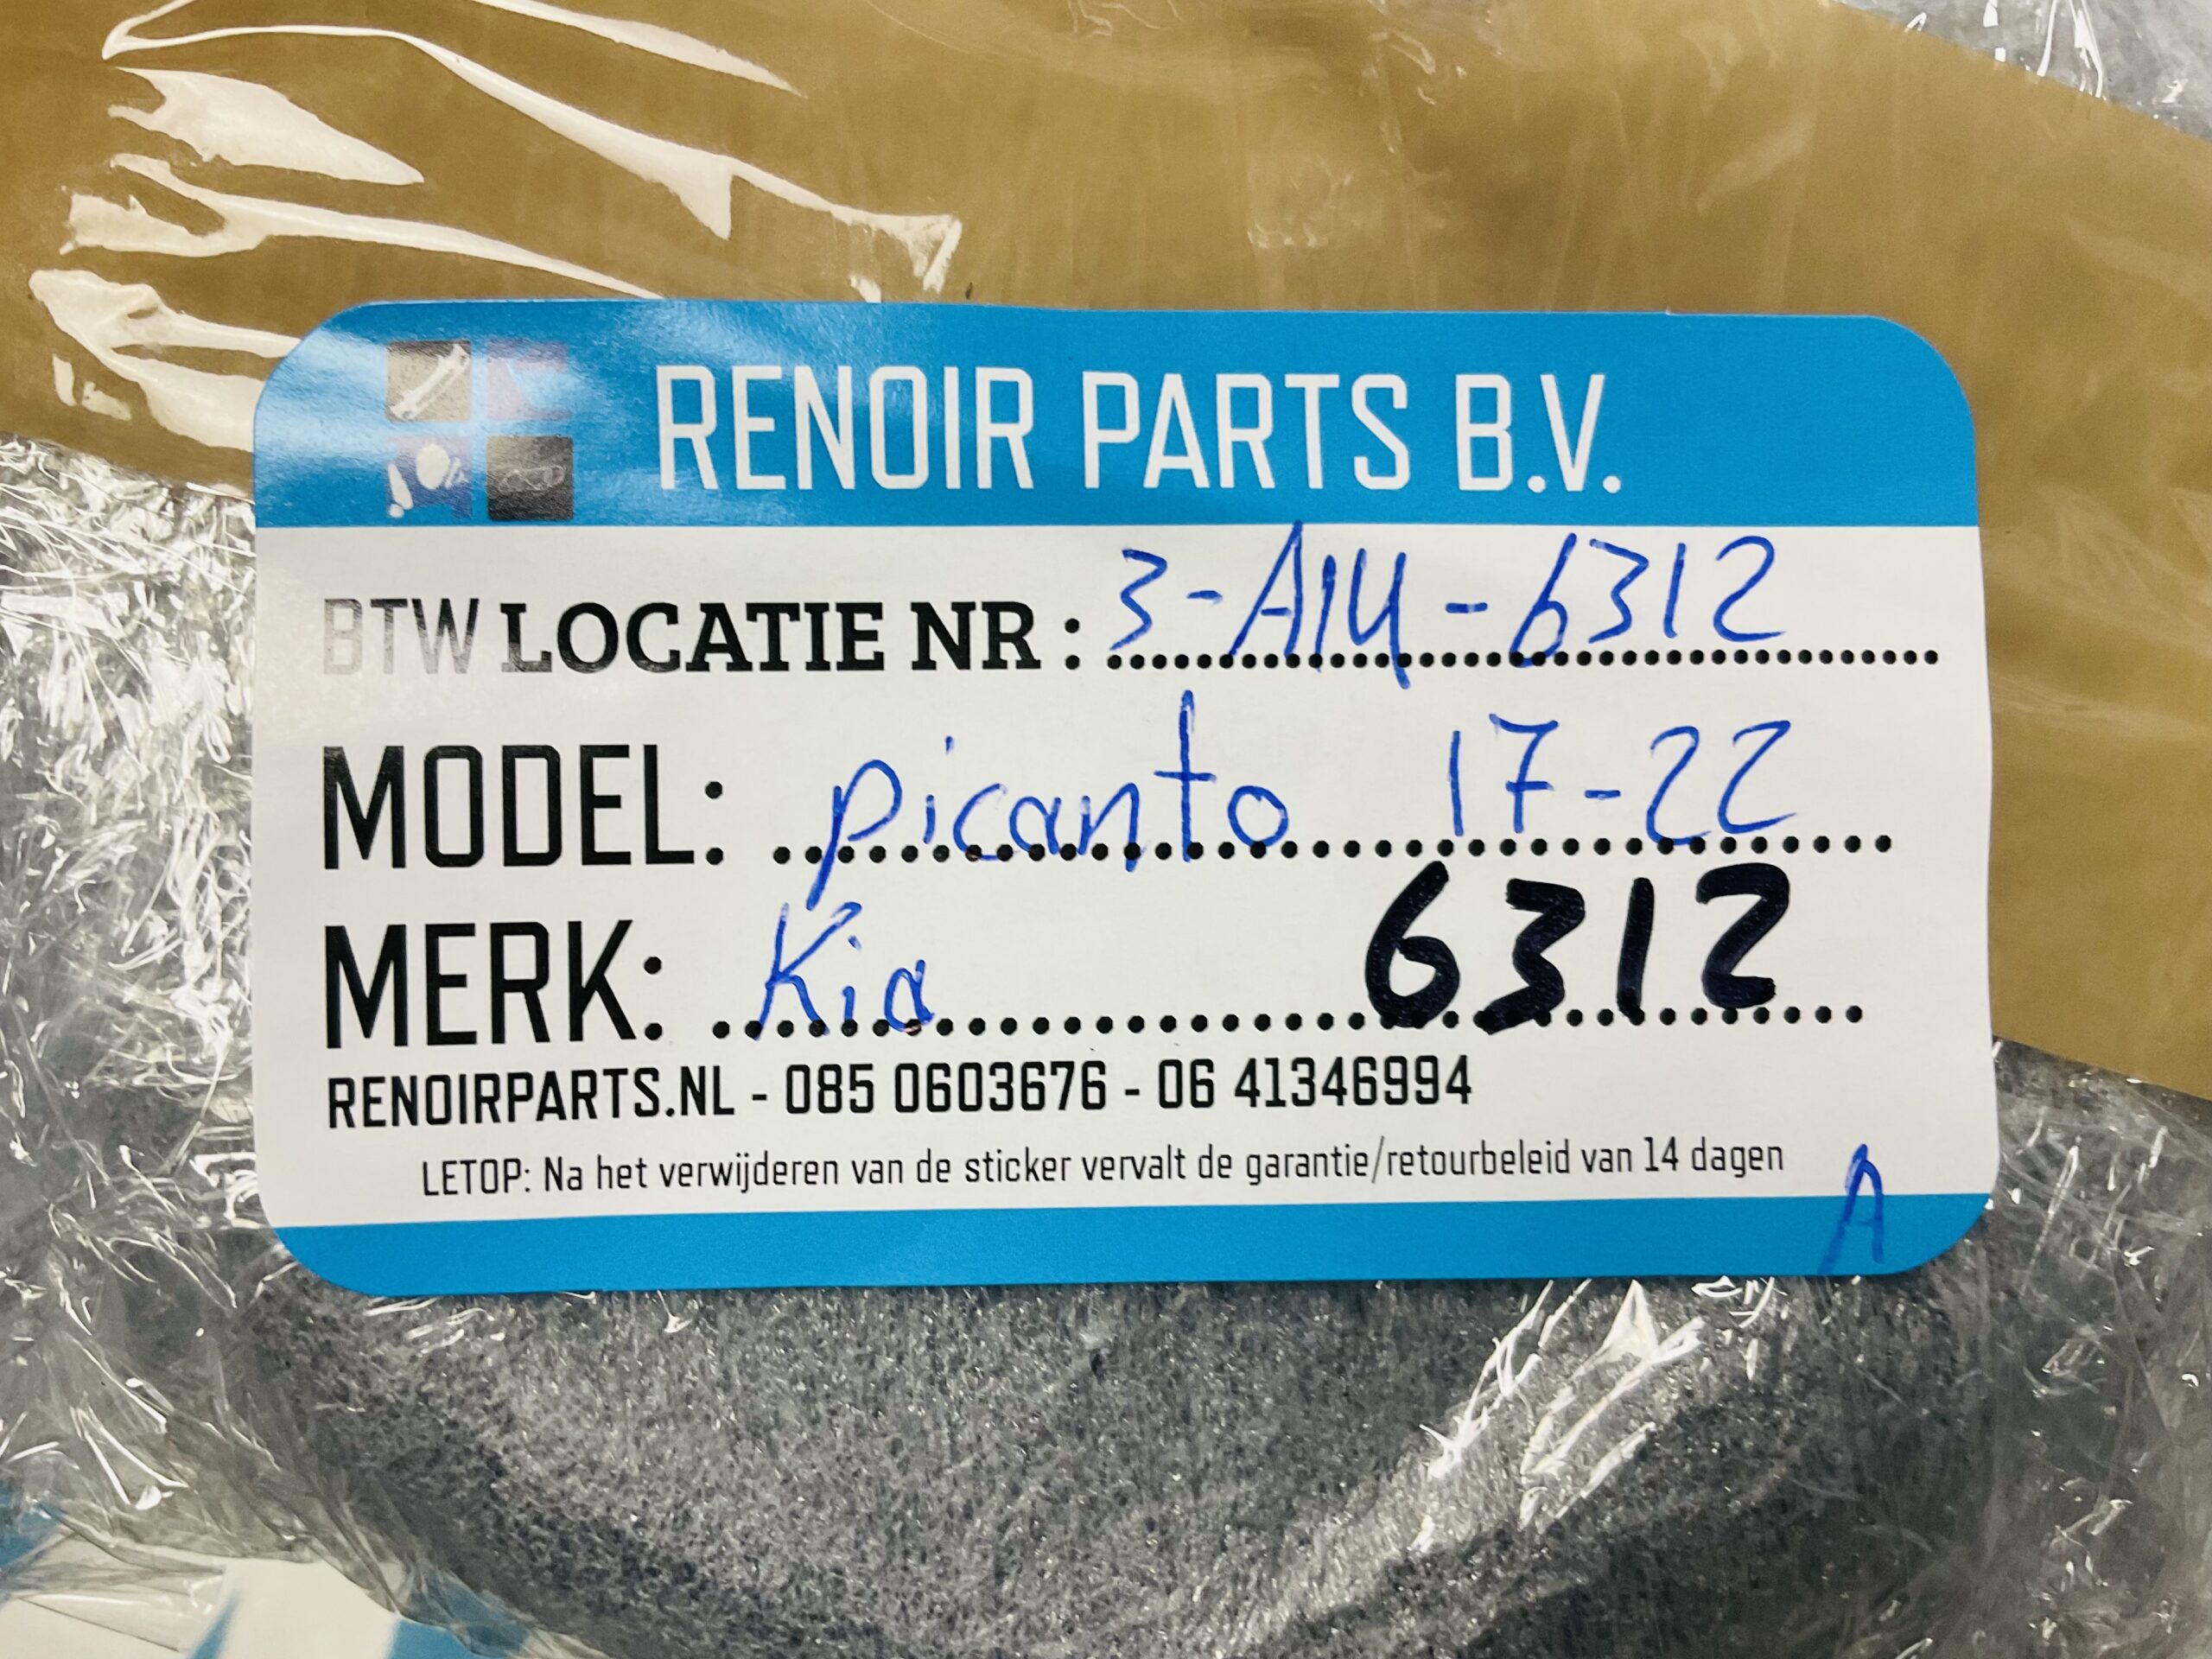 RENOIR PARTS B.V.
BTW LOCATIE NR : 3-A14-6312
MODEL: picanto 17-22
MERK: Kia 6312
RENOIRPARTS.NL - 085 0603676 - 06 41346994
LETOP: Na het verwijderen van de sticker vervalt de garantie/retourbeleid van 14 dagen
A